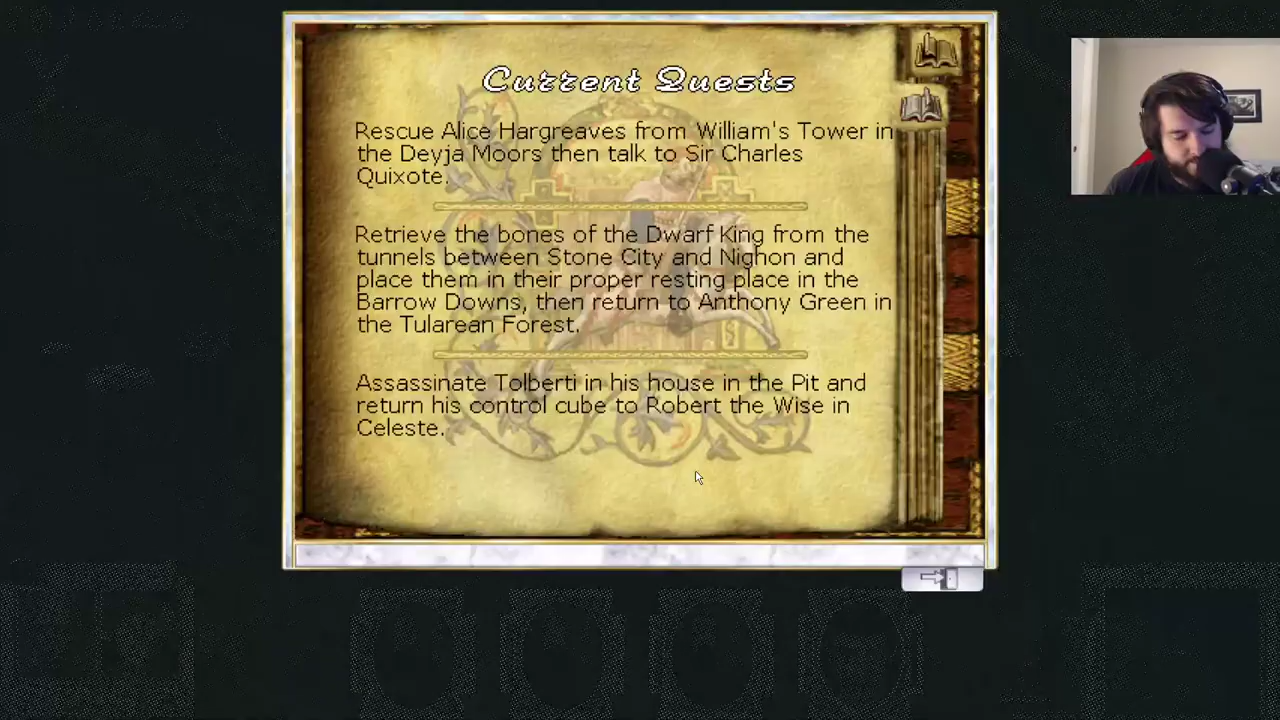 Current Quests
Rescue Alice Hargreaves from William's Tower in
the Deyja Moors then talk to Sir Charles
Quixote.
Retrieve the bones of the Dwarf King from the
tunnels between Stone City and Nighon and
place them in their proper resting place in the
Barrow Downs, then return to Anthony Green in
the Tularean Forest.
Assassinate Tolberti in his house in the Pit and
return his control cube to Robert the Wise in
Celeste.